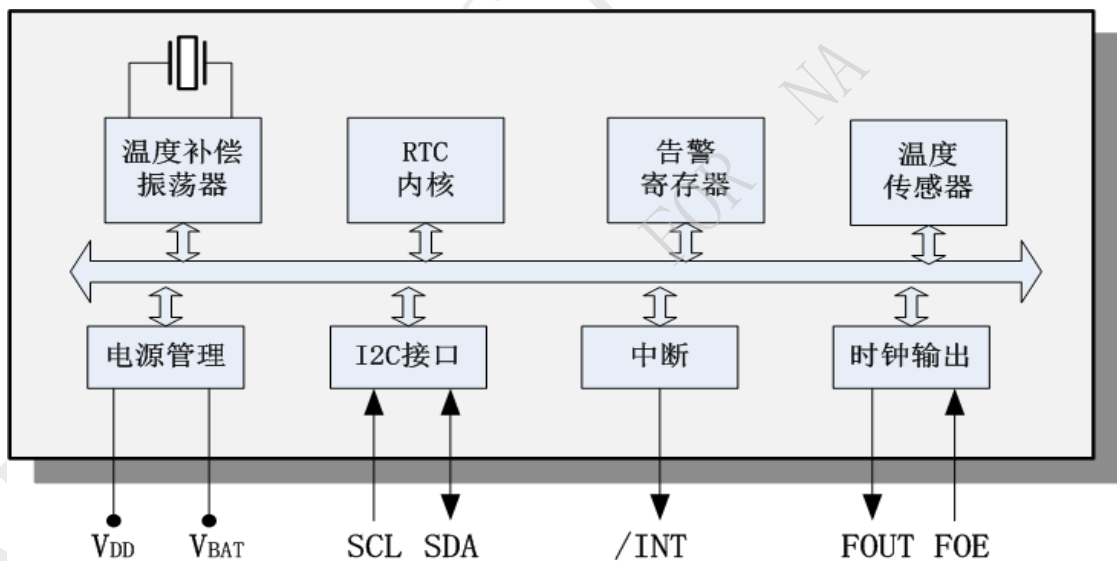 温度补偿
振荡器
RTC
内核
告警
寄存器
温度
传感器
电源管理
I2C接口
中断
时钟输出
VDD VBAT SCL SDA /INT FOUT FOE
FOR NA